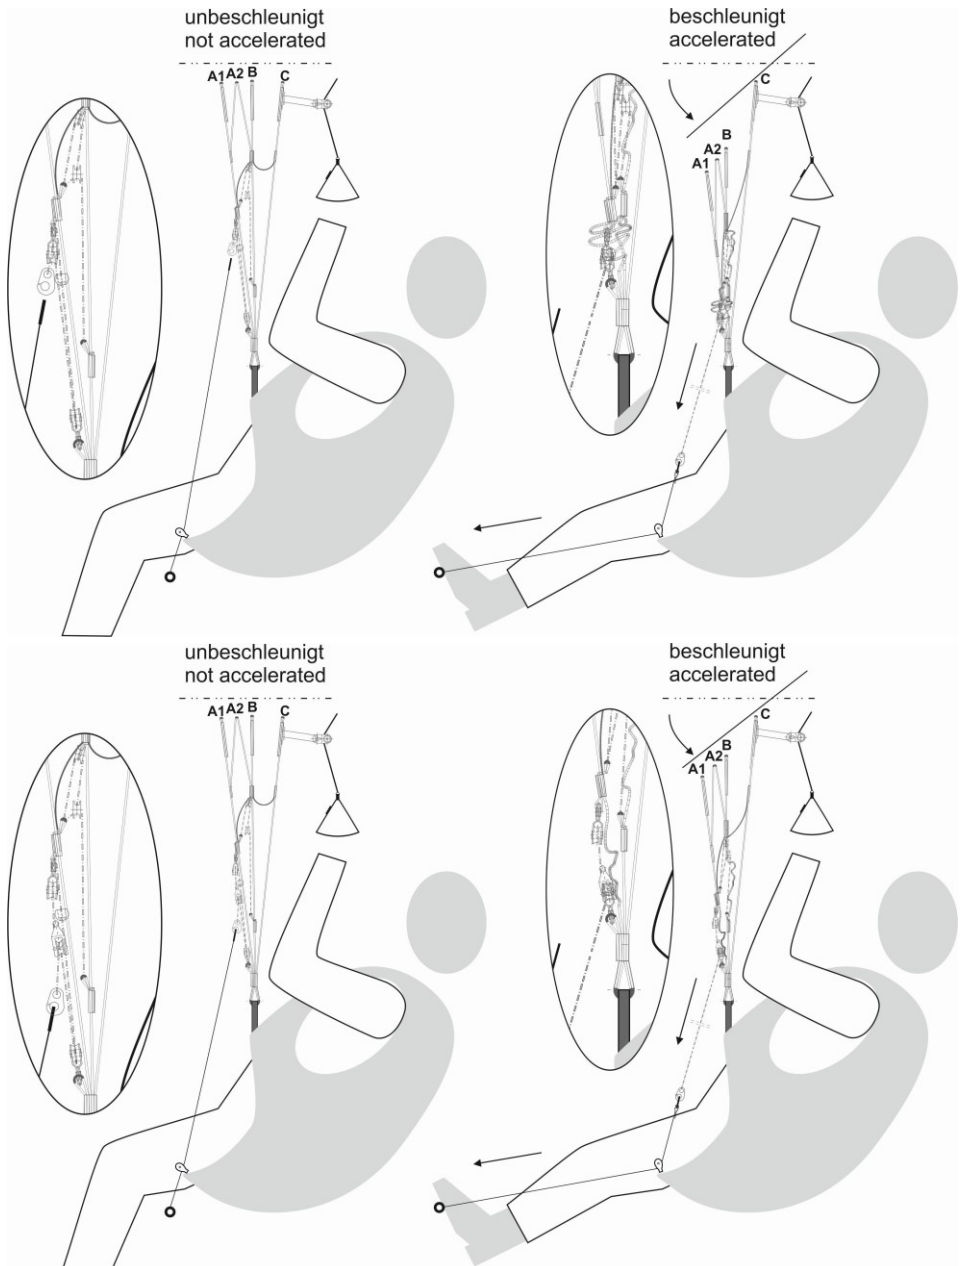 unbeschleunigt
not accelerated
A1 A2 B C
beschleunigt
accelerated
C
B
A2
A1
unbeschleunigt
not accelerated
A1 A2 B C
beschleunigt
accelerated
C
B
A2
A1